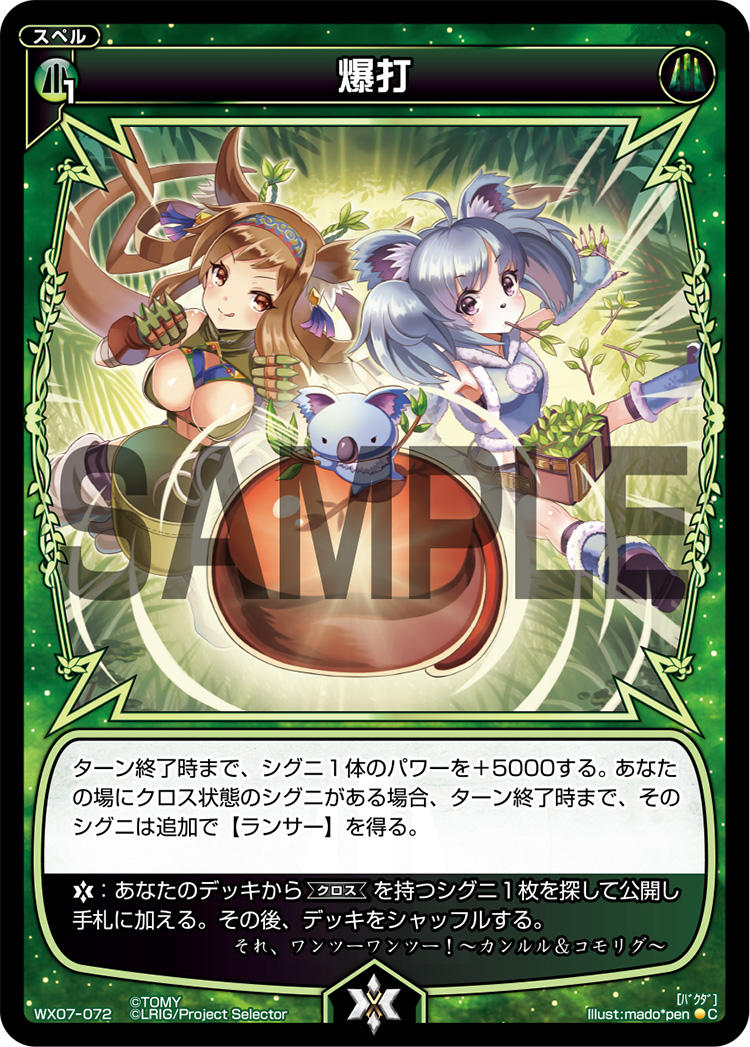 スペル
爆打
1
SAMPLE
ターン終了時まで、シグニ1体のパワーを+5000する。あなた
の場にクロス状態のシグニがある場合、ターン終了時まで、その
シグニは追加で【ランサー】を得る。
:あなたのデッキから クロス を持つシグニ1枚を探して公開し
手札に加える。その後、デッキをシャッフルする。
それ、ワンツーワンツー!~カンルル&コモリグ~
[バクダ]
©TOMY
WX07-072 ©LRIG/Project Selector
Illust:mado*pen C